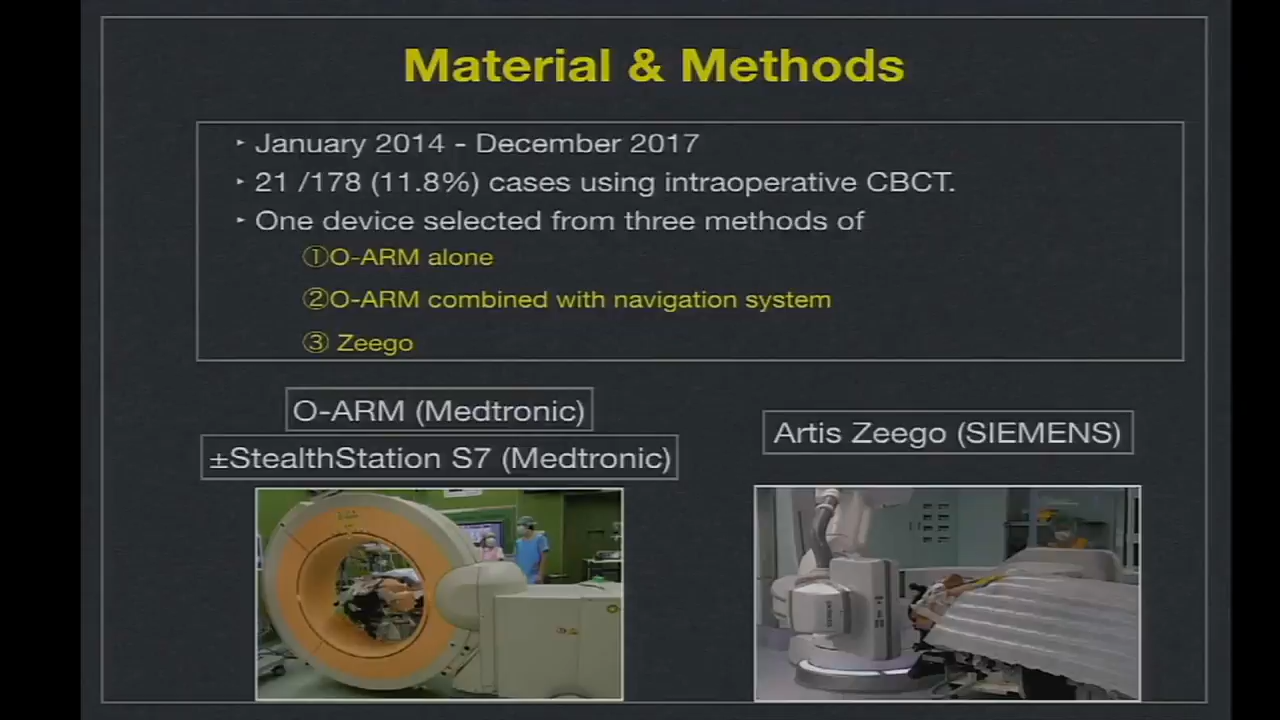 Material & Methods
‣ January 2014 - December 2017
‣ 21 /178 (11.8%) cases using intraoperative CBCT.
‣ One device selected from three methods of
①O-ARM alone
②O-ARM combined with navigation system
③ Zeego
O-ARM (Medtronic)
±StealthStation S7 (Medtronic)
Artis Zeego (SIEMENS)